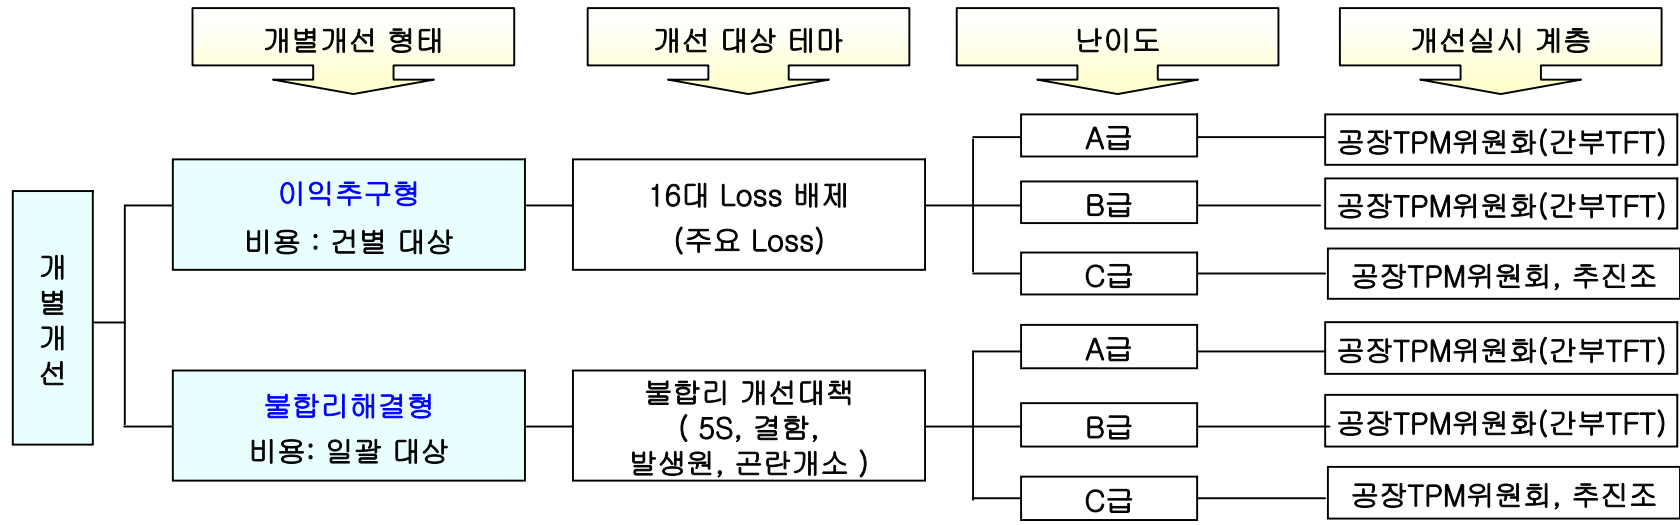 개별개선 형태
개선 대상 테마
난이도
개선실시 계층
개
별
개
선
이익추구형
비용 : 건별 대상
16대 Loss 배제
(주요 Loss)
A급
공장TPM위원화(간부TFT)
B급
공장TPM위원화(간부TFT)
C급
공장TPM위원회, 추진조
불합리해결형
비용: 일괄 대상
불합리 개선대책
( 5S, 결함,
발생원, 곤란개소 )
A급
공장TPM위원화(간부TFT)
B급
공장TPM위원화(간부TFT)
C급
공장TPM위원회, 추진조